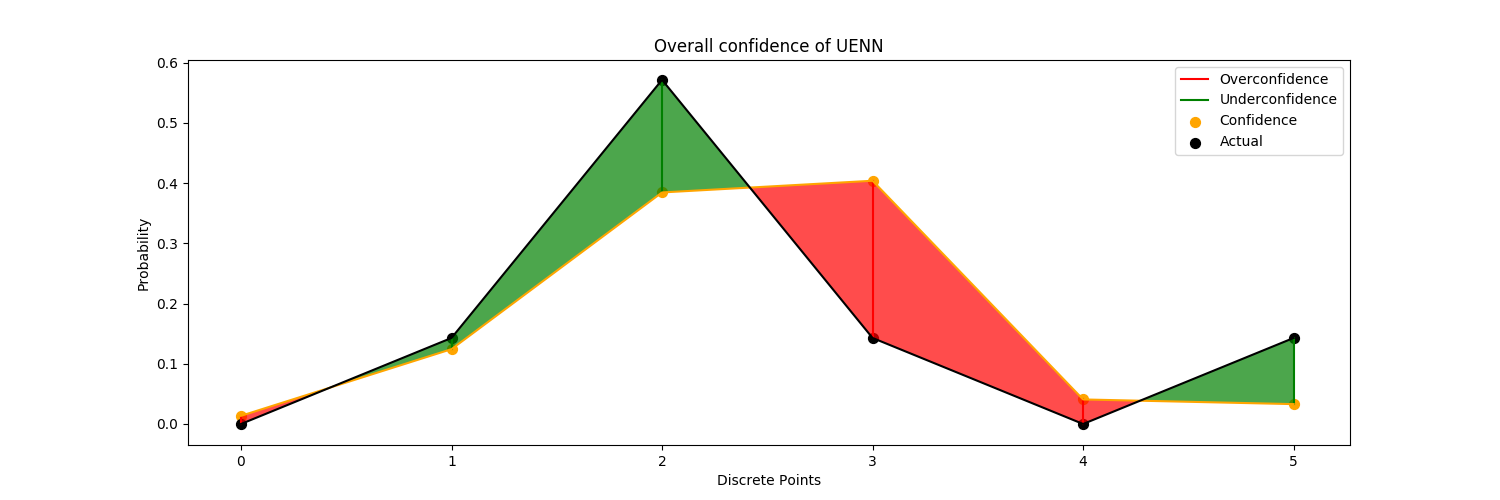 Overall confidence of UENN
Overconfidence
Underconfidence
Confidence
Actual
Probability
0.6
0.5
0.4
0.3
0.2
0.1
0.0
0 1 2 3 4 5
Discrete Points